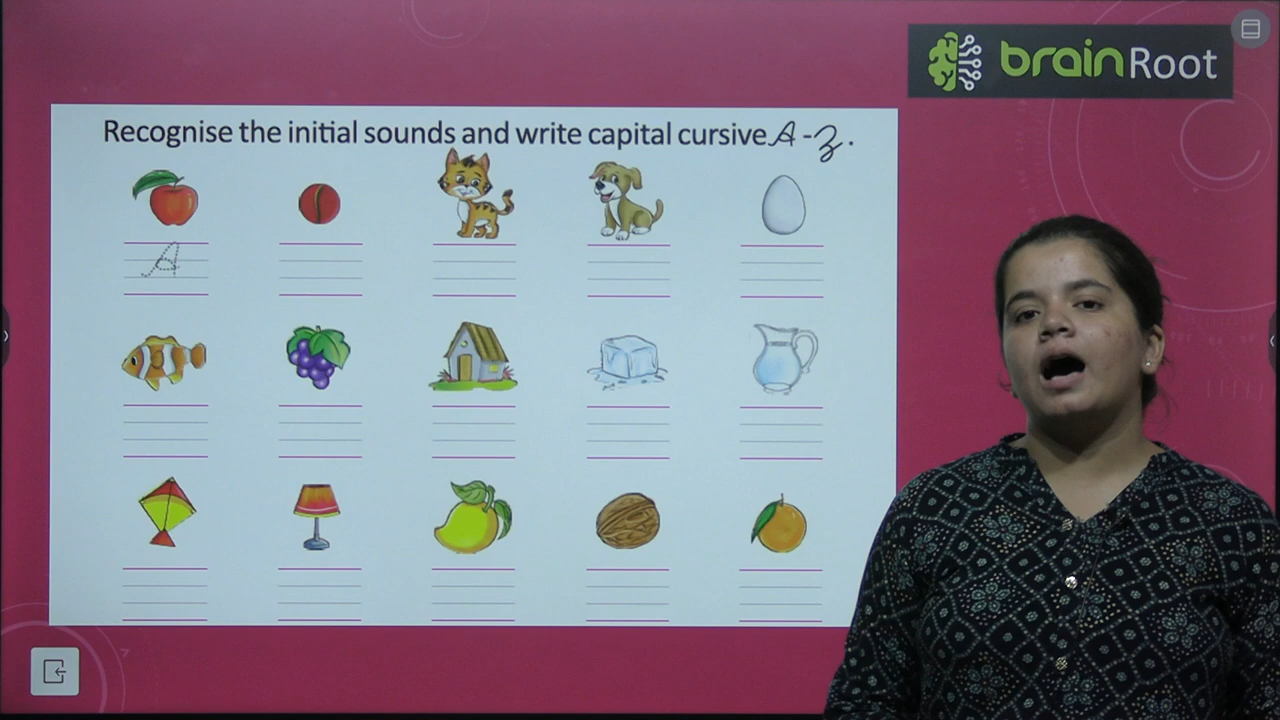 brainRoot
Recognise the initial sounds and write capital cursive A - Z.
A